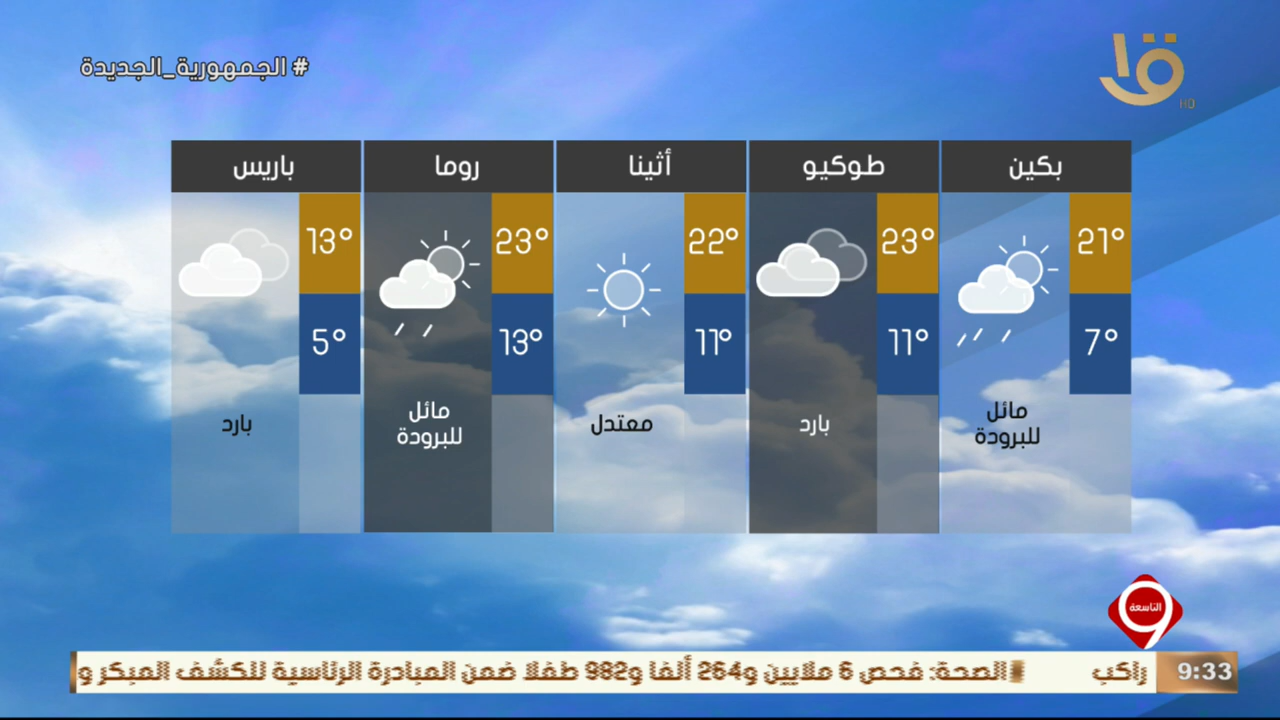 #الجمهورية_الجديدة
HD
بكين
21°
7°
مائل
للبرودة
طوكيو
23°
11°
بارد
أثينا
22°
11°
معتدل
روما
23°
13°
مائل
للبرودة
باريس
13°
5°
بارد
التاسعة
9
9:33
راكب
الصحة: فحص 6 ملايين و264 ألفا و982 طفلا ضمن المبادرة الرئاسية للكشف المبكر و